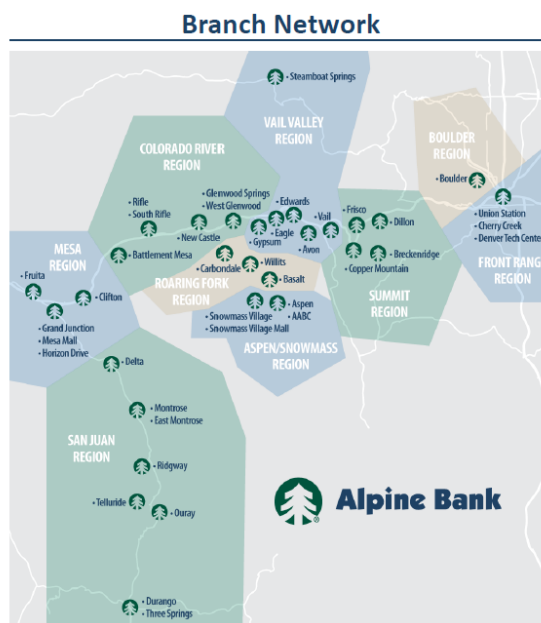 Branch Network
• Steamboat Springs
VAIL VALLEY
REGION
COLORADO RIVER
REGION
BOULDER
REGION
• Boulder
• Glenwood Springs
• West Glenwood
• Rifle
• South Rifle
• New Castle
• Edwards
• Eagle
• Gypsum
• Vail
• Avon
• Frisco
• Dillon
• Union Station
• Cherry Creek
• Denver Tech Cente
FRONT RANG
REGION
MESA
REGION
• Battlement Mesa
• Carbondale
• Willits
• Basalt
ROARING FORK
REGION
• Breckenridge
• Copper Mountain
SUMMIT
REGION
• Fruita
• Clifton
• Grand Junction
• Mesa Mall
• Horizon Drive
• Aspen
• AABC
• Snowmass Village
• Snowmass Village Mall
ASPEN/SNOWMASS
REGION
• Delta
• Montrose
• East Montrose
SAN JUAN
REGION
• Ridgway
• Telluride
• Ouray
Alpine Bank
®
• Durango
• Three Springs